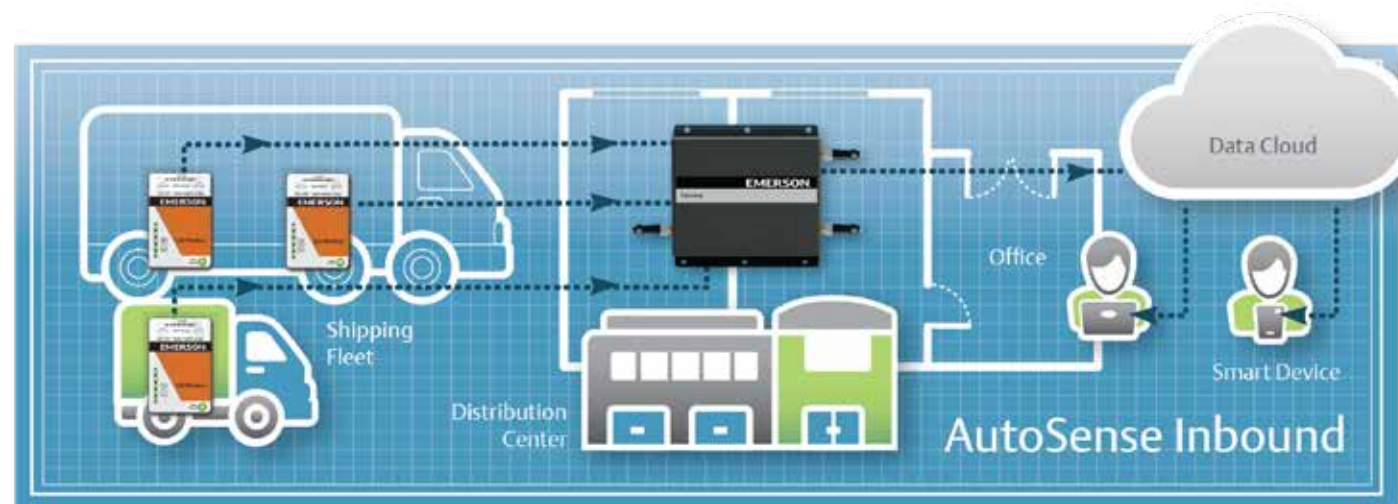 EMERSON
EMERSON
EMERSON
EMERSON
Shipping
Fleet
Distribution
Center
Office
Data Cloud
Smart Device
AutoSense Inbound